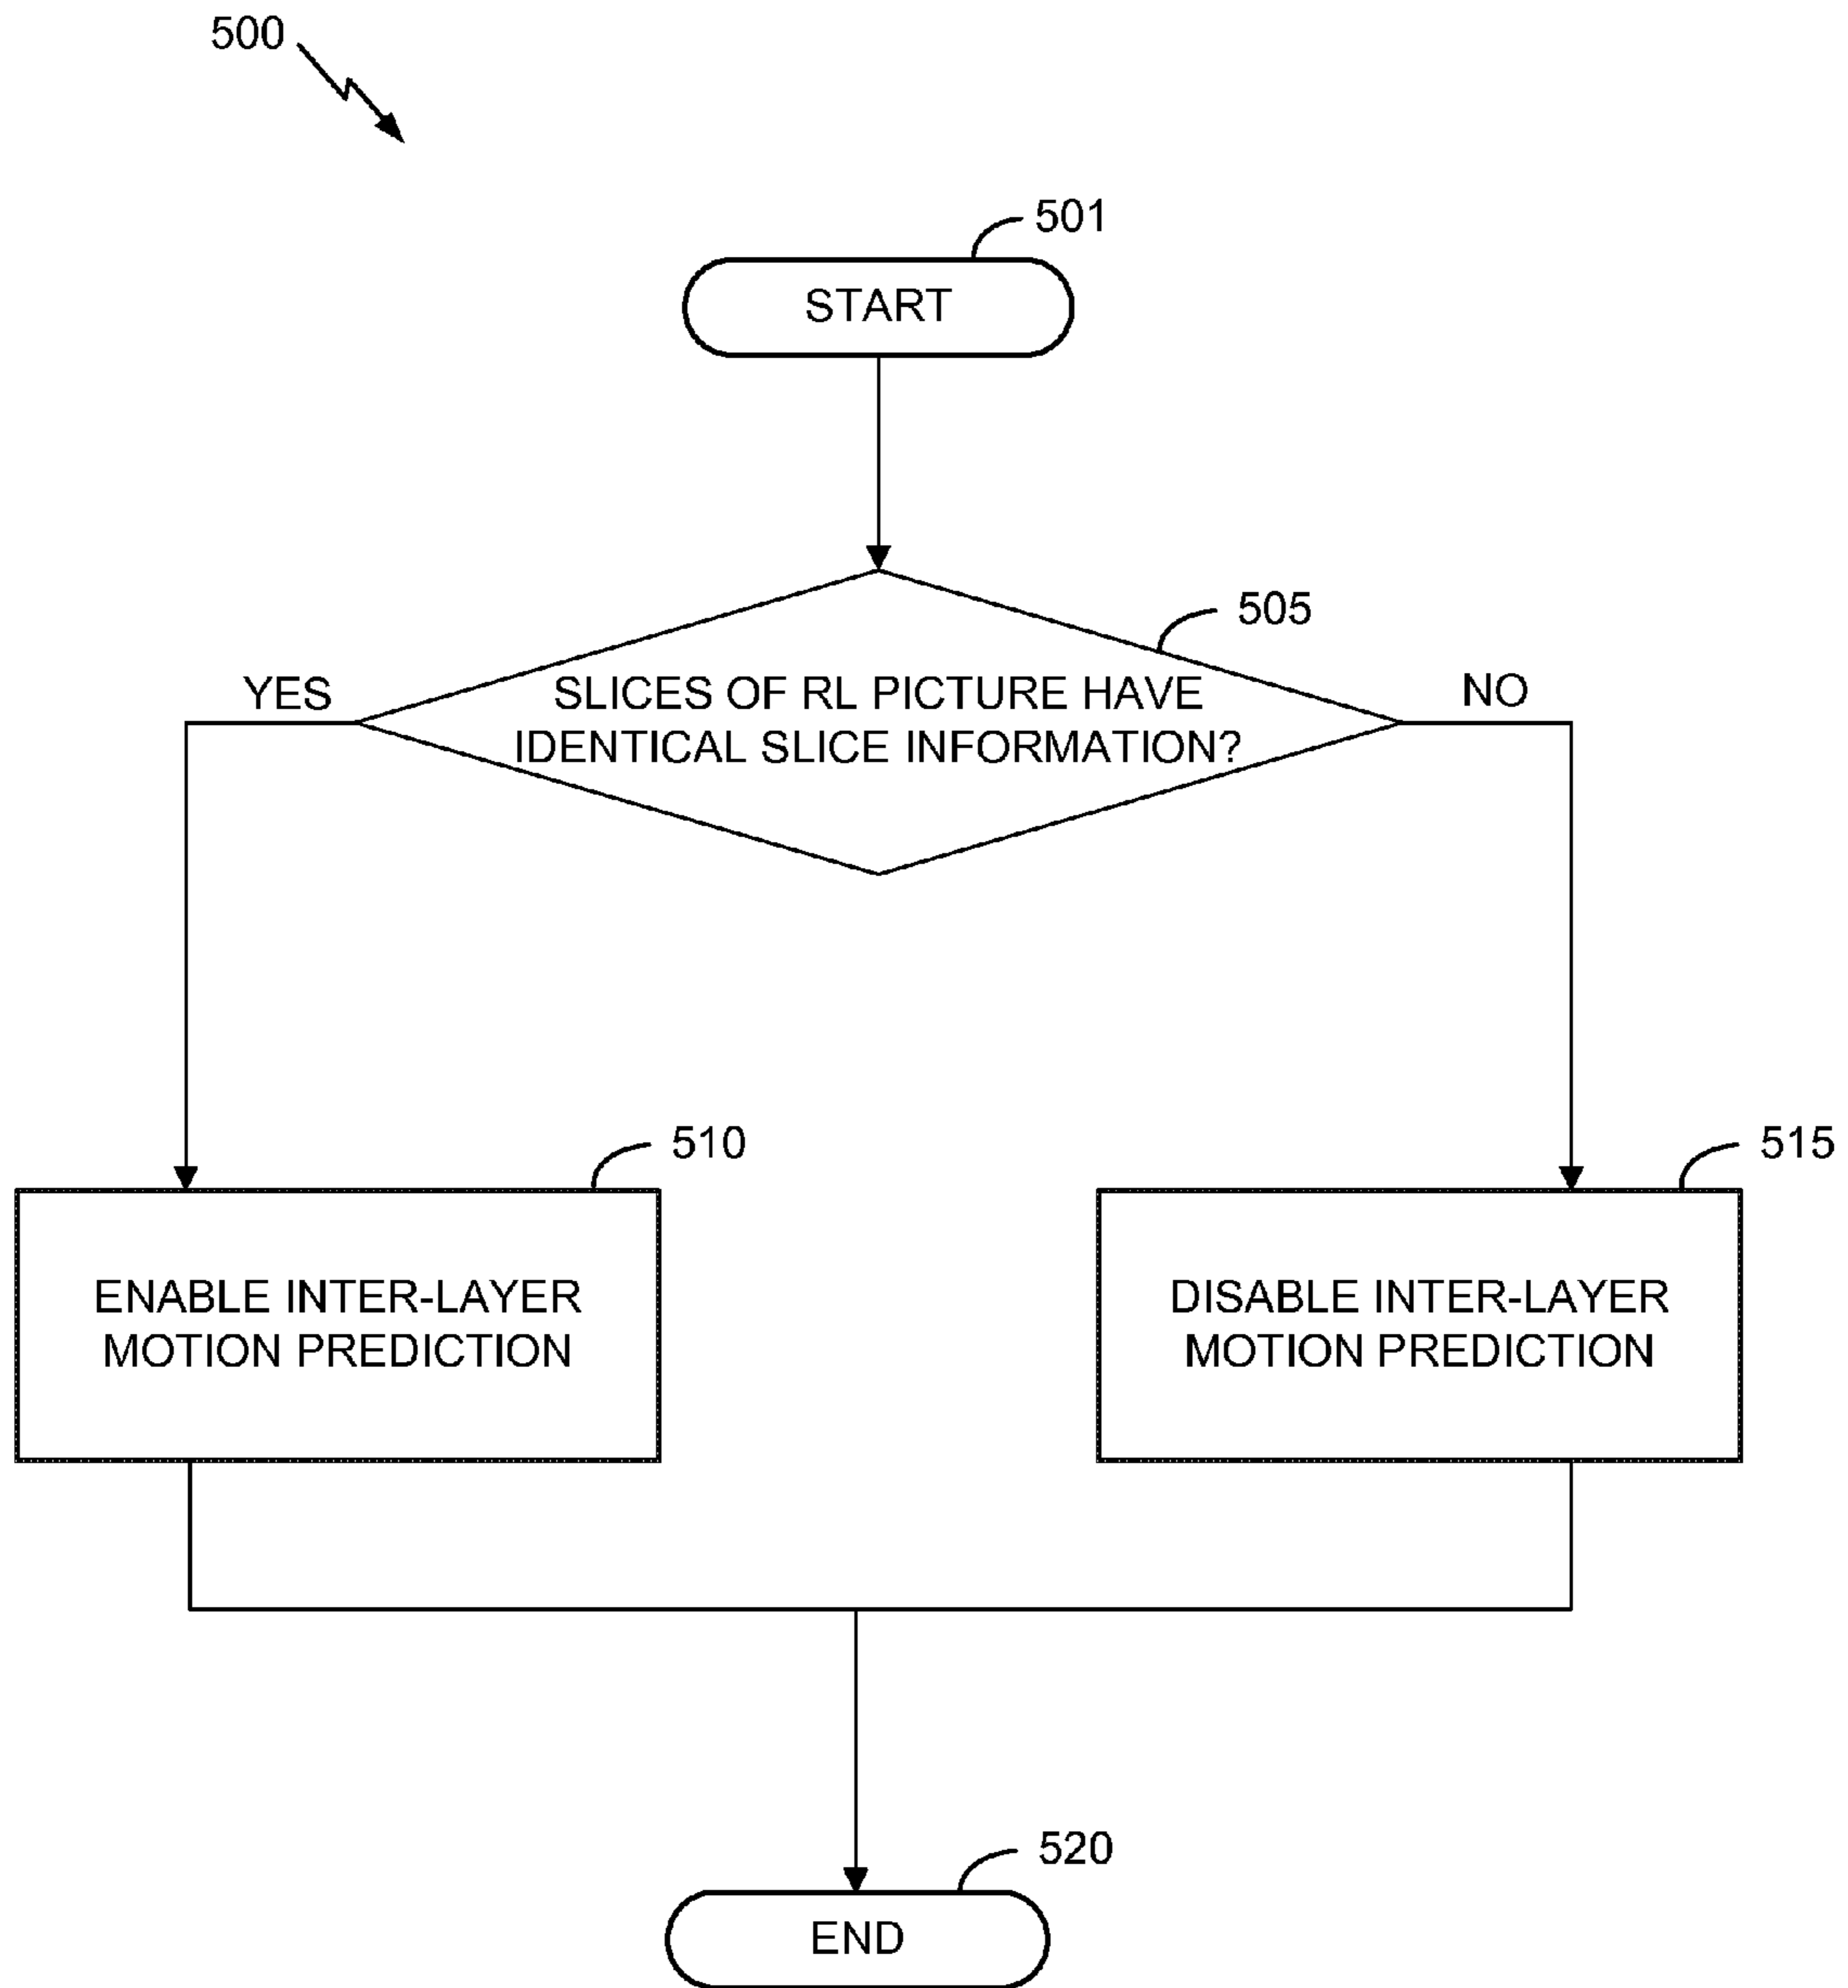 500
501
START
505
YES
SLICES OF RL PICTURE HAVE
IDENTICAL SLICE INFORMATION?
NO
510
515
ENABLE INTER-LAYER
MOTION PREDICTION
DISABLE INTER-LAYER
MOTION PREDICTION
520
END